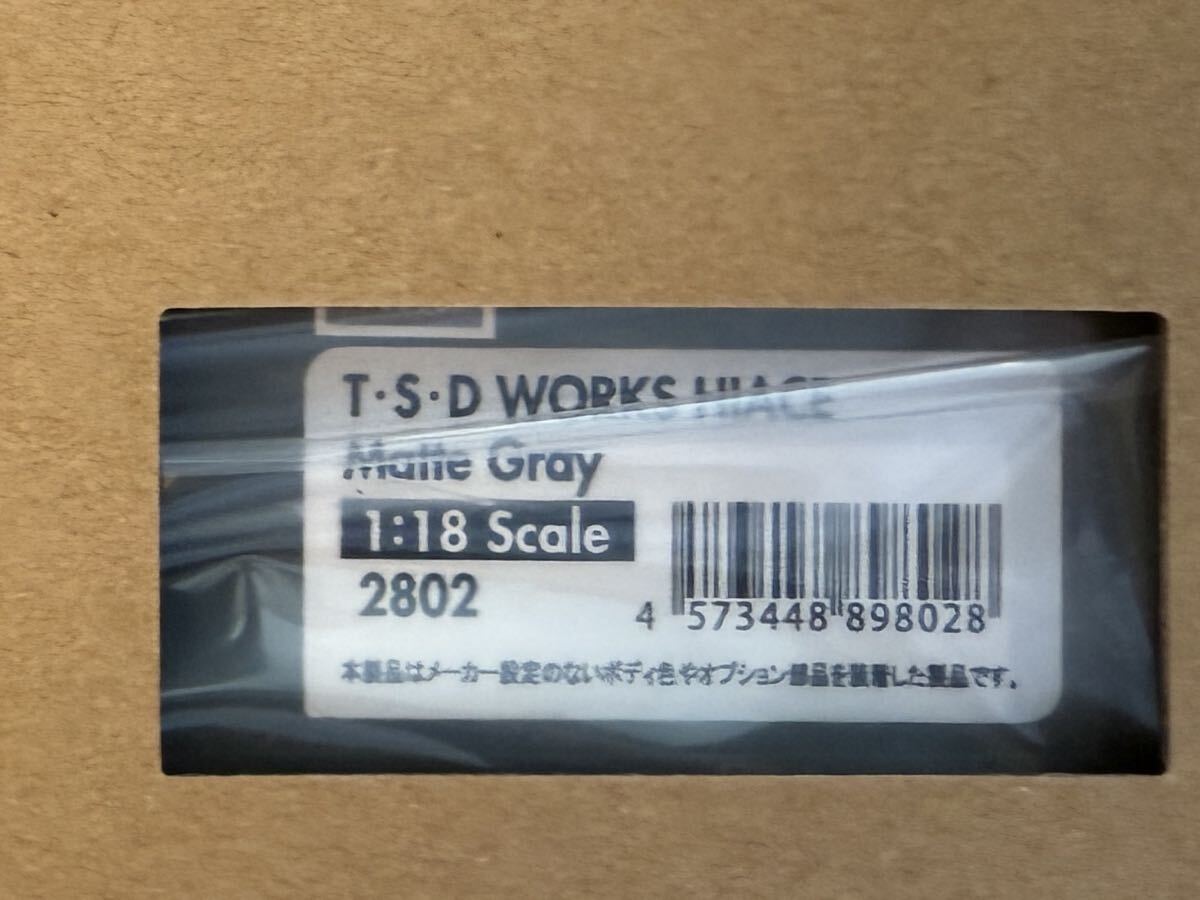 T·S·D WORKS HIACE
Matte Gray
1:18 Scale
2802
4 573448 898028
本製品はメーカー設定のないボディ色やオプション部品を装着した製品です。